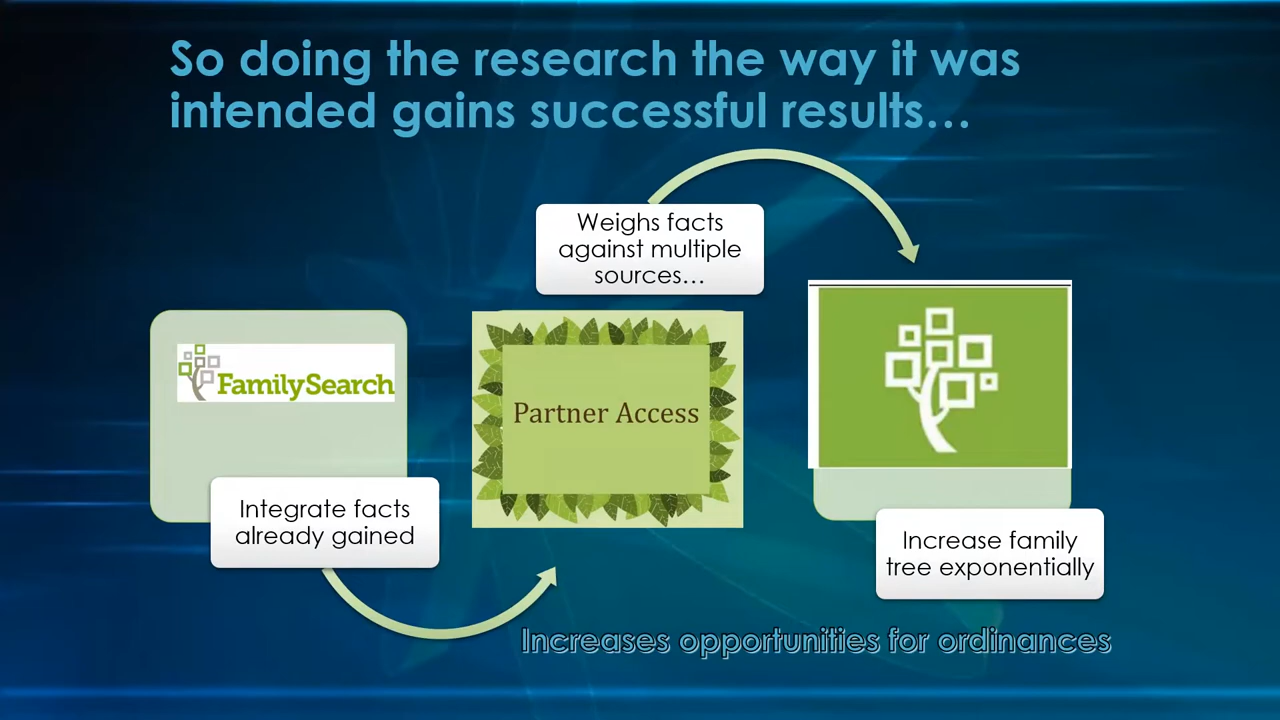 So doing the research the way it was
intended gains successful results…
Weighs facts
against multiple
sources…
FamilySearch
Partner Access
Integrate facts
already gained
Increase family
tree exponentially
Increases opportunities for ordinances